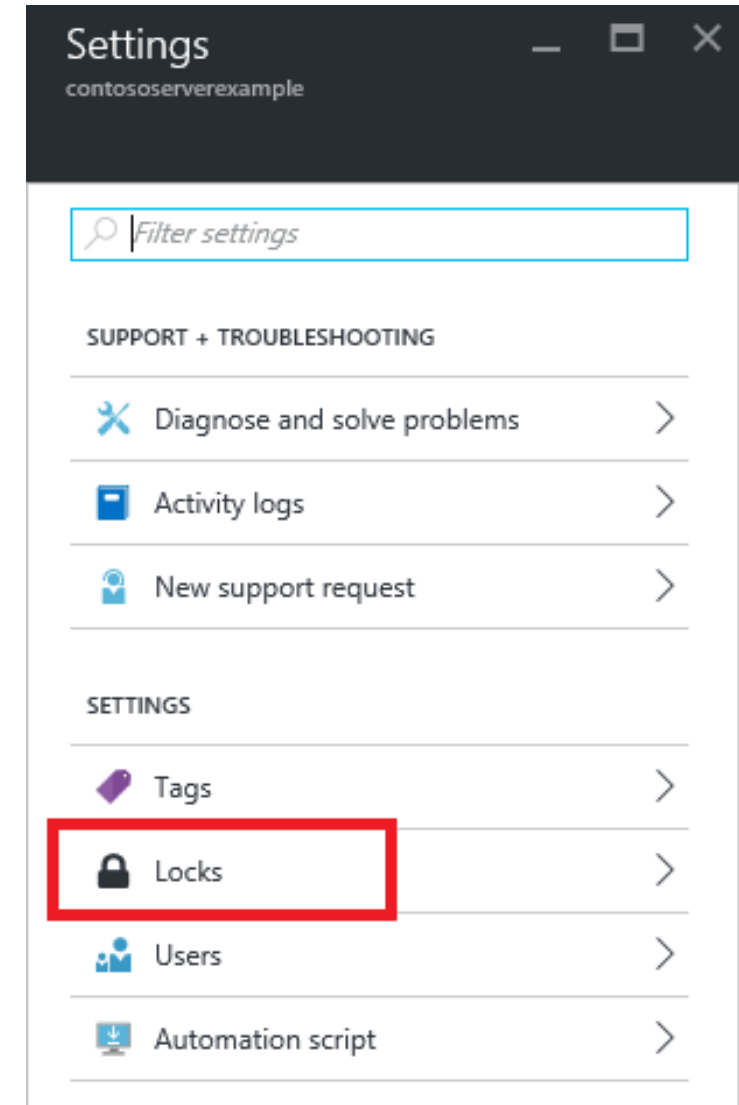 Settings
contososerverexample
Filter settings
SUPPORT + TROUBLESHOOTING
Diagnose and solve problems
Activity logs
New support request
SETTINGS
Tags
Locks
Users
Automation script